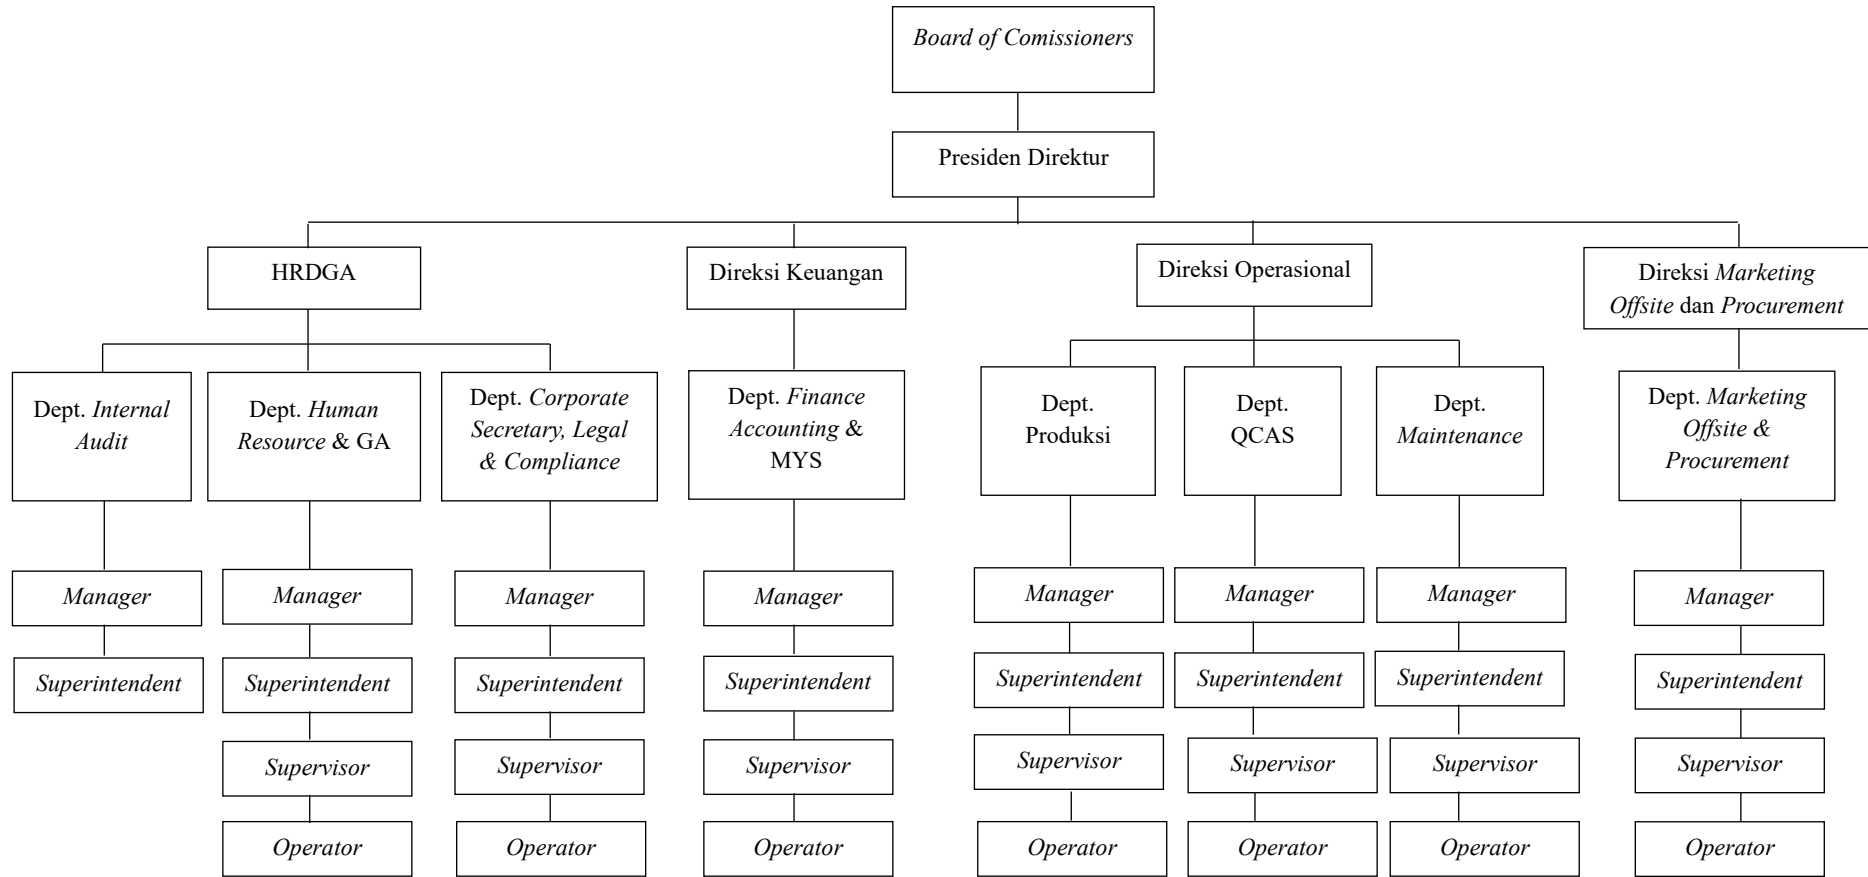 Board of Comissioners
Presiden Direktur
HRDGA
Direksi Keuangan
Direksi Operasional
Direksi Marketing
Offsite dan Procurement
Dept. Internal
Audit
Dept. Human
Resource & GA
Dept. Corporate
Secretary, Legal
& Compliance
Dept. Finance
Accounting &
MYS
Dept.
Produksi
Dept.
QCAS
Dept.
Maintenance
Dept. Marketing
Offsite &
Procurement
Manager
Manager
Manager
Manager
Manager
Manager
Manager
Manager
Superintendent
Superintendent
Superintendent
Superintendent
Superintendent
Superintendent
Superintendent
Superintendent
Supervisor
Supervisor
Supervisor
Supervisor
Supervisor
Supervisor
Supervisor
Operator
Operator
Operator
Operator
Operator
Operator
Operator